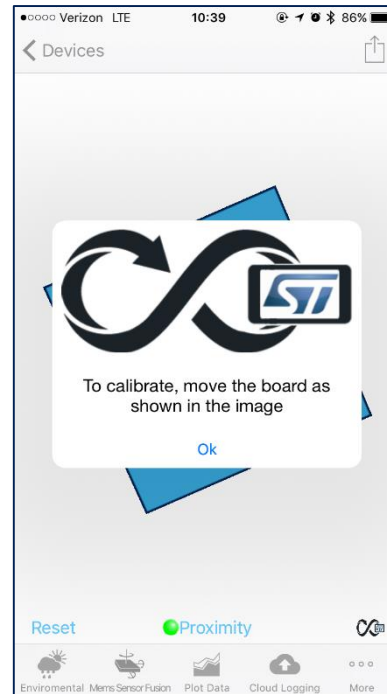 ●○○○○ Verizon LTE 10:39 86%
Devices
ST
To calibrate, move the board as
shown in the image
Ok
Reset Proximity
Enviromental Mems Sensor Fusion Plot Data Cloud Logging More